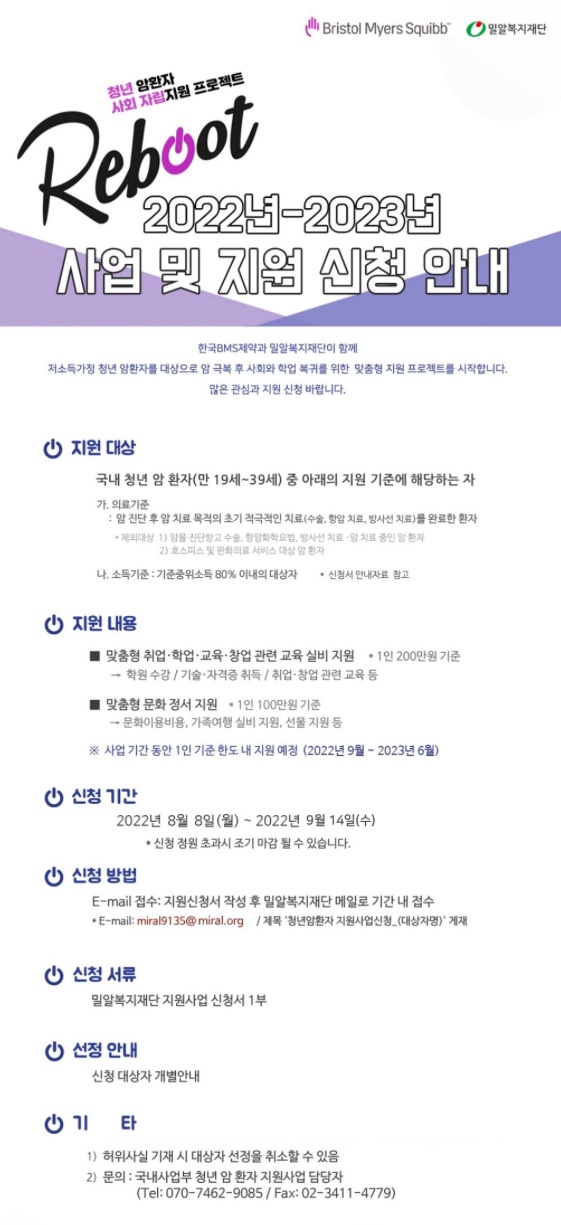 Bristol Myers Squibb™ 밀알복지재단
청년 암환자
사회 자립지원 프로젝트
Reboot
2022년-2023년
사업 및 지원 신청 안내
한국BMS제약과 밀알복지재단이 함께
저소득가정 청년 암환자를 대상으로 암 극복 후 사회와 학업 복귀를 위한 맞춤형 지원 프로젝트를 시작합니다.
많은 관심과 지원 신청 바랍니다.
지원 대상
국내 청년 암 환자(만 19세~39세) 중 아래의 지원 기준에 해당하는 자
가. 의료기준
: 암 진단 후 암 치료 목적의 초기 적극적인 치료(수술, 항암 치료, 방사선 치료)를 완료한 환자
* 제외대상 1) 암을 진단받고 수술, 항암화학요법, 방사선 치료 ·암 치료 중인 암 환자
2) 호스피스 및 완화의료 서비스 대상 암 환자
나. 소득기준 : 기준중위소득 80% 이내의 대상자 * 신청서 안내자료 참고
지원 내용
■ 맞춤형 취업·학업·교육·창업 관련 교육 실비 지원 * 1인 200만원 기준
→ 학원 수강 / 기술·자격증 취득 / 취업·창업 관련 교육 등
■ 맞춤형 문화 정서 지원 * 1인 100만원 기준
→ 문화이용비용, 가족여행 실비 지원, 선물 지원 등
※ 사업 기간 동안 1인 기준 한도 내 지원 예정 (2022년 9월 ~ 2023년 6월)
신청 기간
2022년 8월 8일(월) ~ 2022년 9월 14일(수)
* 신청 정원 초과시 조기 마감 될 수 있습니다.
신청 방법
E-mail 접수: 지원신청서 작성 후 밀알복지재단 메일로 기간 내 접수
* E-mail: miral9135@miral.org / 제목 '청년암환자 지원사업신청_(대상자명)' 게재
신청 서류
밀알복지재단 지원사업 신청서 1부
선정 안내
신청 대상자 개별안내
기 타
1) 허위사실 기재 시 대상자 선정을 취소할 수 있음
2) 문의 : 국내사업부 청년 암 환자 지원사업 담당자
(Tel: 070-7462-9085 / Fax: 02-3411-4779)